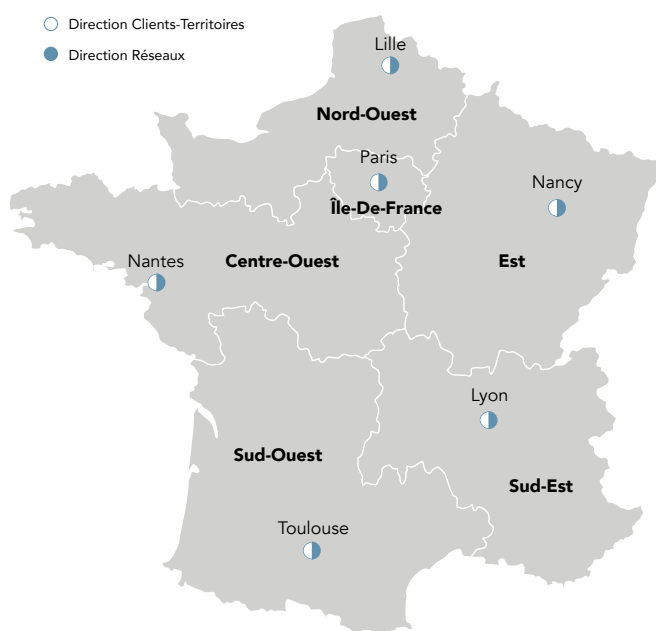 Direction Clients-Territoires
Direction Réseaux
Lille
Nord-Ouest
Paris
Île-De-France
Nancy
Nantes
Centre-Ouest
Est
Lyon
Sud-Ouest
Sud-Est
Toulouse